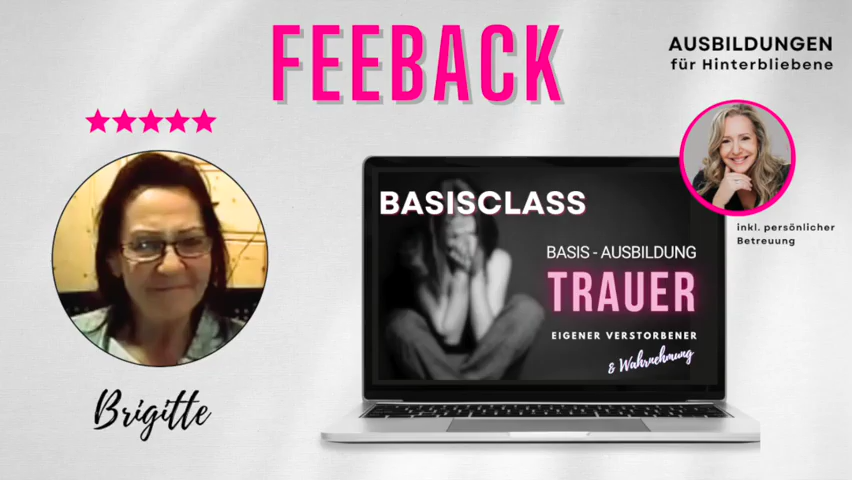 FEEBACK
AUSBILDUNGEN
für Hinterbliebene
inkl. persönlicher
Betreuung
BASISCLASS
BASIS - AUSBILDUNG
TRAUER
EIGENER VERSTORBENER
& Wahrnehmung
Brigitte